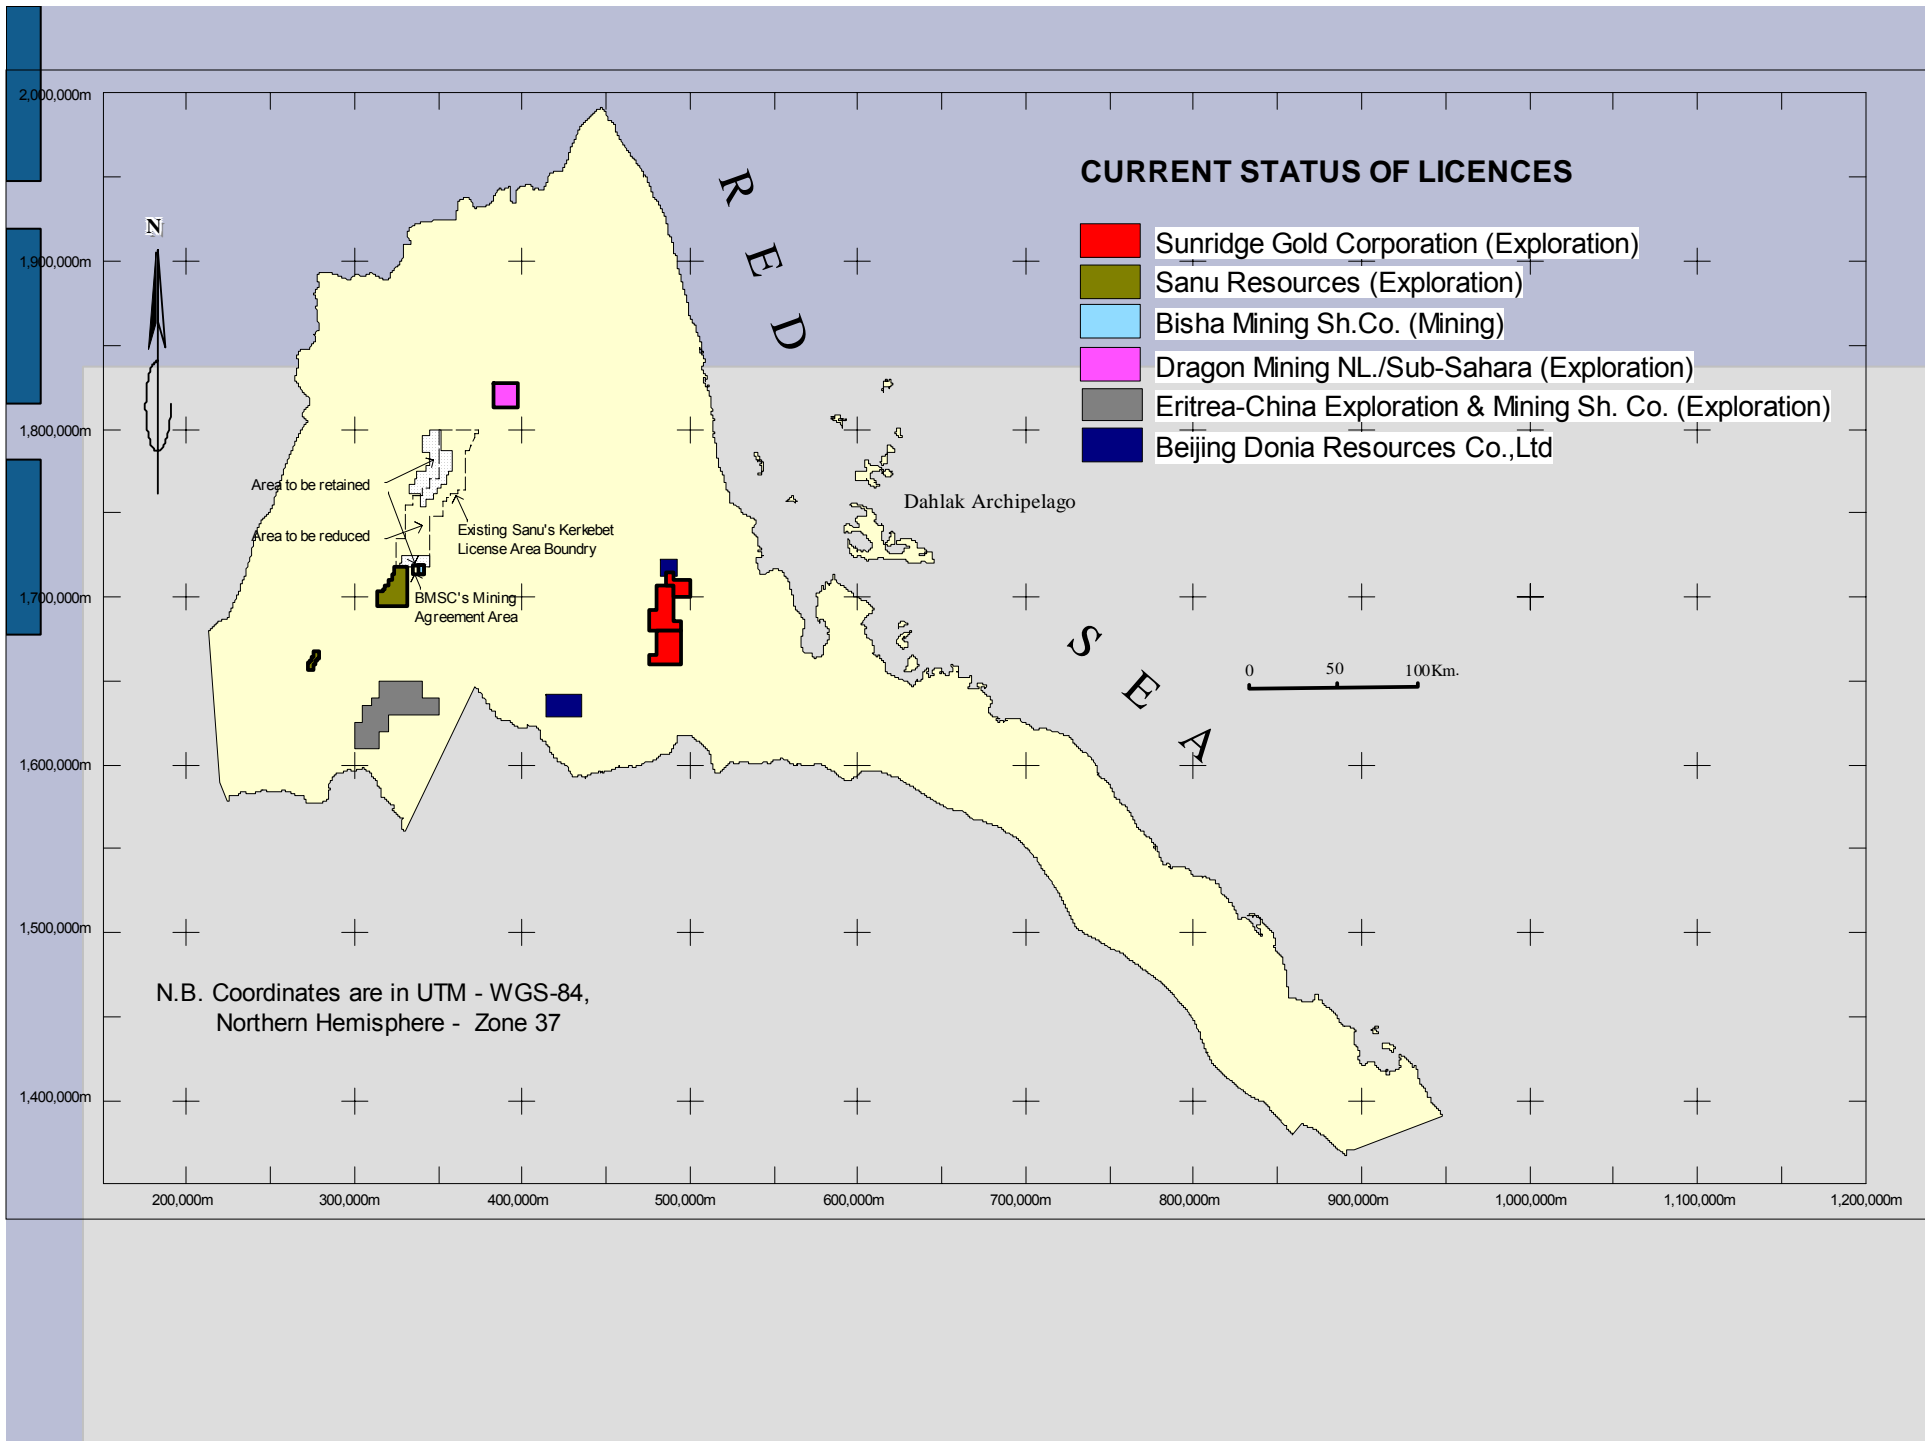 2,000,000m
1,900,000m
1,800,000m
1,700,000m
1,600,000m
1,500,000m
1,400,000m
N
RED
SEA
CURRENT STATUS OF LICENCES
Sunridge Gold Corporation (Exploration)
Sanu Resources (Exploration)
Bisha Mining Sh.Co. (Mining)
Dragon Mining NL./Sub-Sahara (Exploration)
Eritrea-China Exploration & Mining Sh. Co. (Exploration)
Beijing Donia Resources Co.,Ltd
Area to be retained
Area to be reduced
Existing Sanu's Kerkebet
License Area Boundry
BMSC's Mining
Agreement Area
Dahlak Archipelago
0 50 100Km.
N.B. Coordinates are in UTM - WGS-84,
Northern Hemisphere - Zone 37
200,000m 300,000m 400,000m 500,000m 600,000m 700,000m 800,000m 900,000m 1,000,000m 1,100,000m 1,200,000m